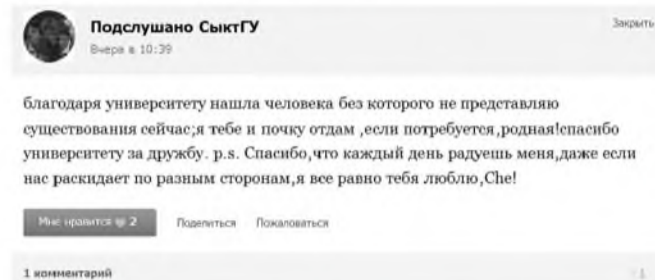 Подслушано СыктГУ
Закрыть
Вчера в 10:39
благодаря университету нашла человека без которого не представляю
существования сейчас;я тебе и почку отдам ,если потребуется,родная!спасибо
университету за дружбу. p.s. Спасибо,что каждый день радуешь меня,даже если
нас раскидает по разным сторонам,я все равно тебя люблю,Che!
Мне нравится 2 Поделиться Пожаловаться
1 комментарий